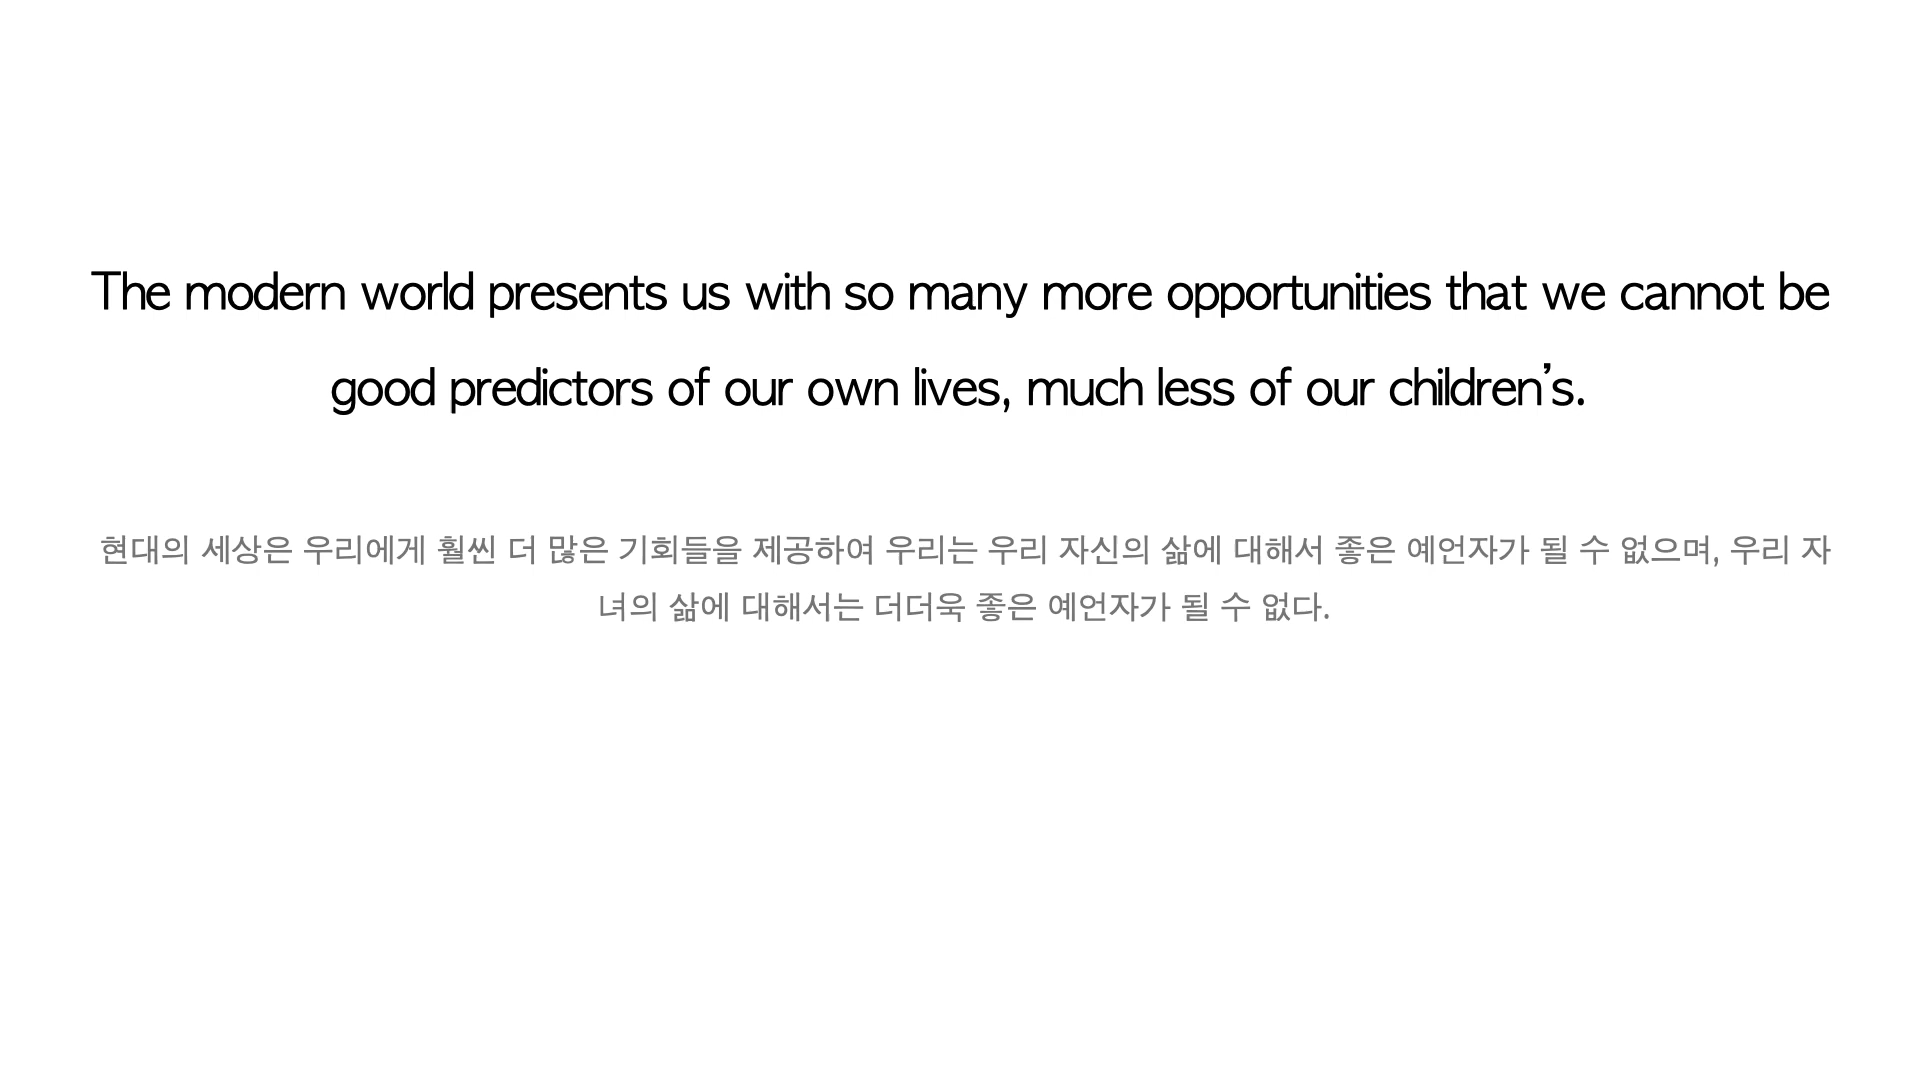 The modern world presents us with so many more opportunities that we cannot be
good predictors of our own lives, much less of our children’s.
현대의 세상은 우리에게 훨씬 더 많은 기회들을 제공하여 우리는 우리 자신의 삶에 대해서 좋은 예언자가 될 수 없으며, 우리 자
녀의 삶에 대해서는 더더욱 좋은 예언자가 될 수 없다.